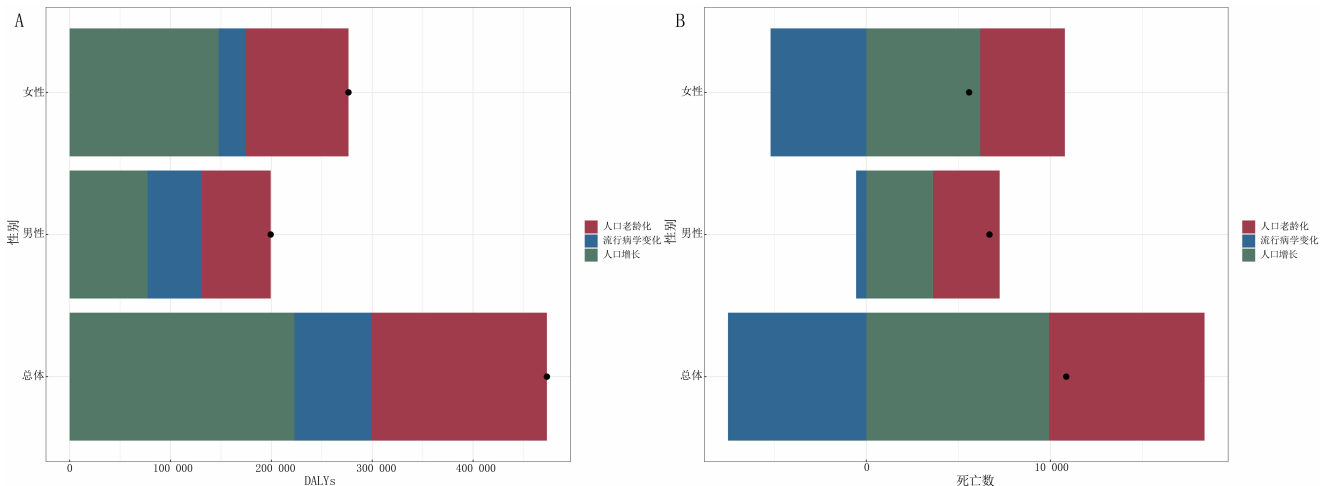 A
女性
男性
总体
性别
0
100 000
200 000
300 000
400 000
DALYs
人口老龄化
流行病学变化
人口增长
B
女性
男性
总体
性别
0
10 000
死亡数
人口老龄化
流行病学变化
人口增长